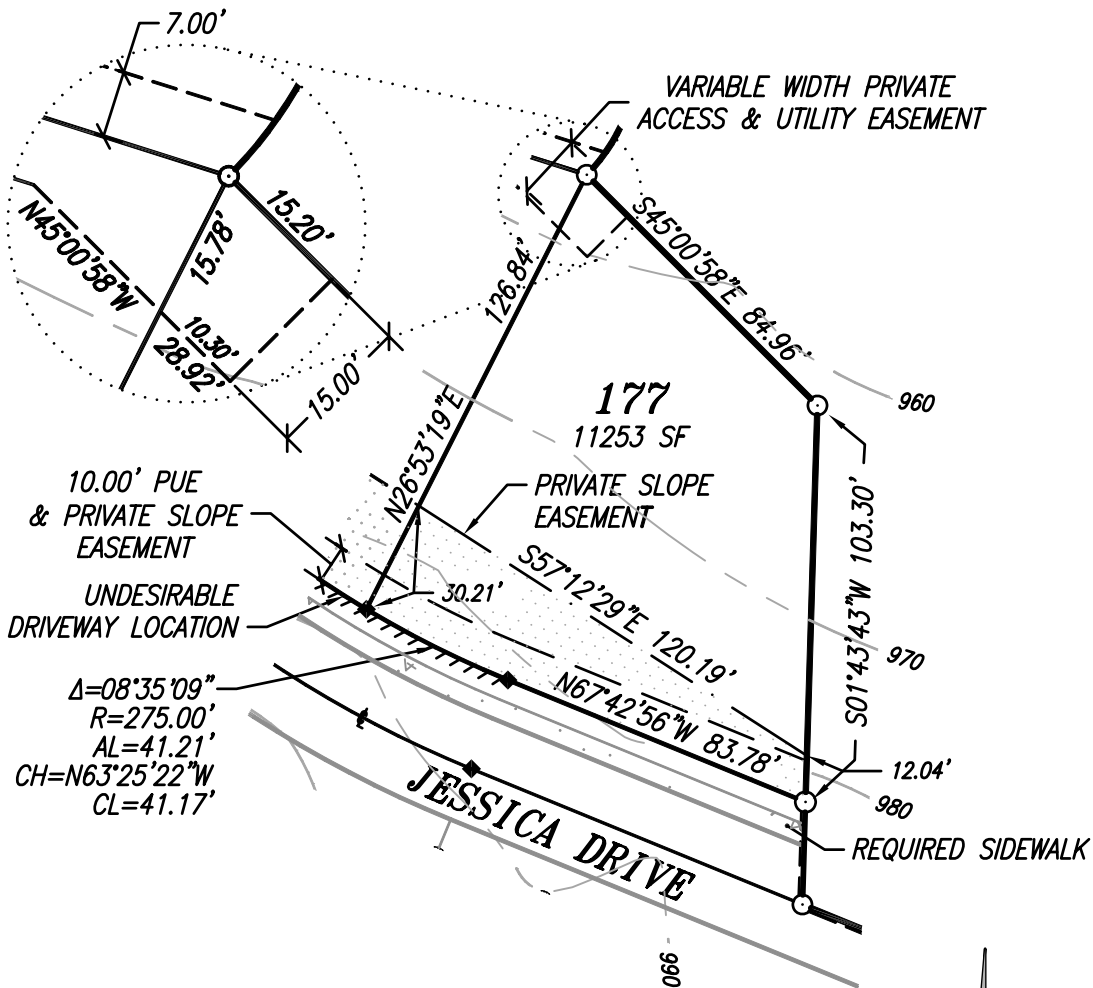 7.00'
VARIABLE WIDTH PRIVATE
ACCESS & UTILITY EASEMENT
15.20'
N45°00'58"W
15.78'
10.30'
28.92'
15.00'
S45°00'58"E 84.96'
126.84'
N26°53'19"E
177
11253 SF
960
10.00' PUE
& PRIVATE SLOPE
EASEMENT
PRIVATE SLOPE
EASEMENT
S01°43'43"W 103.30'
UNDESIRABLE
DRIVEWAY LOCATION
30.21'
S57°12'29"E 120.19'
970
N67°42'56"W 83.78'
Δ=08°35'09"
R=275.00'
AL=41.21'
CH=N63°25'22"W
CL=41.17'
12.04'
980
JESSICA DRIVE
REQUIRED SIDEWALK
990